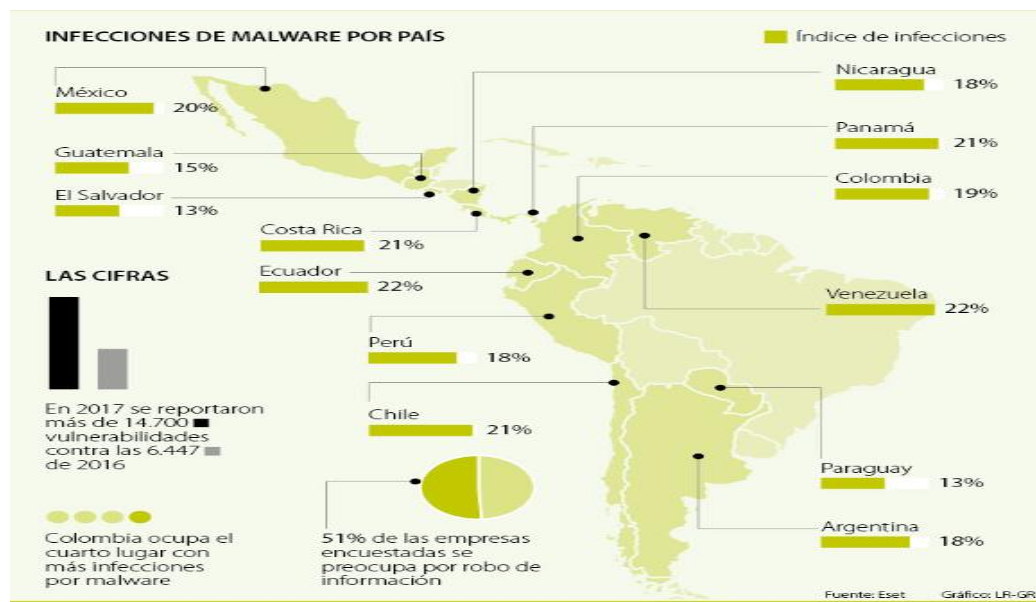 INFECCIONES DE MALWARE POR PAÍS
Índice de infecciones
México
20%
Guatemala
15%
El Salvador
13%
Costa Rica
21%
Ecuador
22%
Perú
18%
Chile
21%
Nicaragua
18%
Panamá
21%
Colombia
19%
Venezuela
22%
Paraguay
13%
Argentina
18%
LAS CIFRAS
En 2017 se reportaron
más de 14.700
vulnerabilidades
contra las 6.447
de 2016
Colombia ocupa el
cuarto lugar con
más infecciones
por malware
51% de las empresas
encuestadas se
preocupa por robo de
información
Fuente: Eset
Gráfico: LR-GR